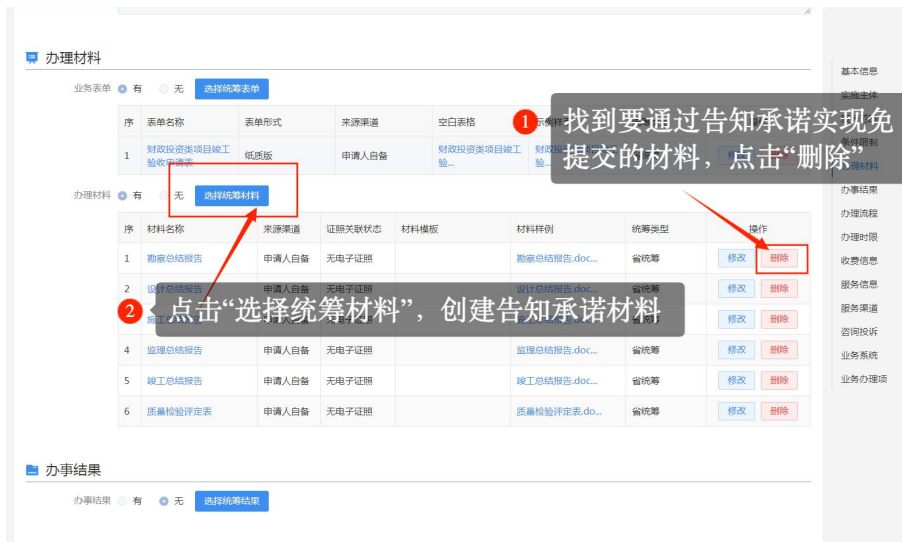 办理材料
业务表单 有 无 选择统筹表单
序 表单名称 表单形式 来源渠道 空白表格
1 财政投资类项目竣工验收申请表 纸质版 申请人自备 财政投资类项目竣工验...
1 找到要通过告知承诺实现免
提交的材料，点击“删除”
办理材料 有 无 选择统筹材料
序 材料名称 来源渠道 证照关联状态 材料模板 材料样例 统筹类型 操作
1 勘察总结报告 申请人自备 无电子证照 勘察总结报告.doc... 省统筹 修改 删除
2 设计总结报告 申请人自备 无电子证照 设计总结报告.doc... 省统筹 修改 删除
2 点击“选择统筹材料”，创建告知承诺材料
修改 删除
4 监理总结报告 申请人自备 无电子证照 监理总结报告.doc... 省统筹 修改 删除
5 竣工总结报告 申请人自备 无电子证照 竣工总结报告.doc... 省统筹 修改 删除
6 质量检验评定表 申请人自备 无电子证照 质量检验评定表.do... 省统筹 修改 删除
办事结果
办事结果 有 无 选择统筹结果
基本信息
实施主体
条件限制
办理材料
办事结果
办理流程
办理时限
收费信息
服务信息
服务渠道
咨询投诉
业务系统
业务办理项